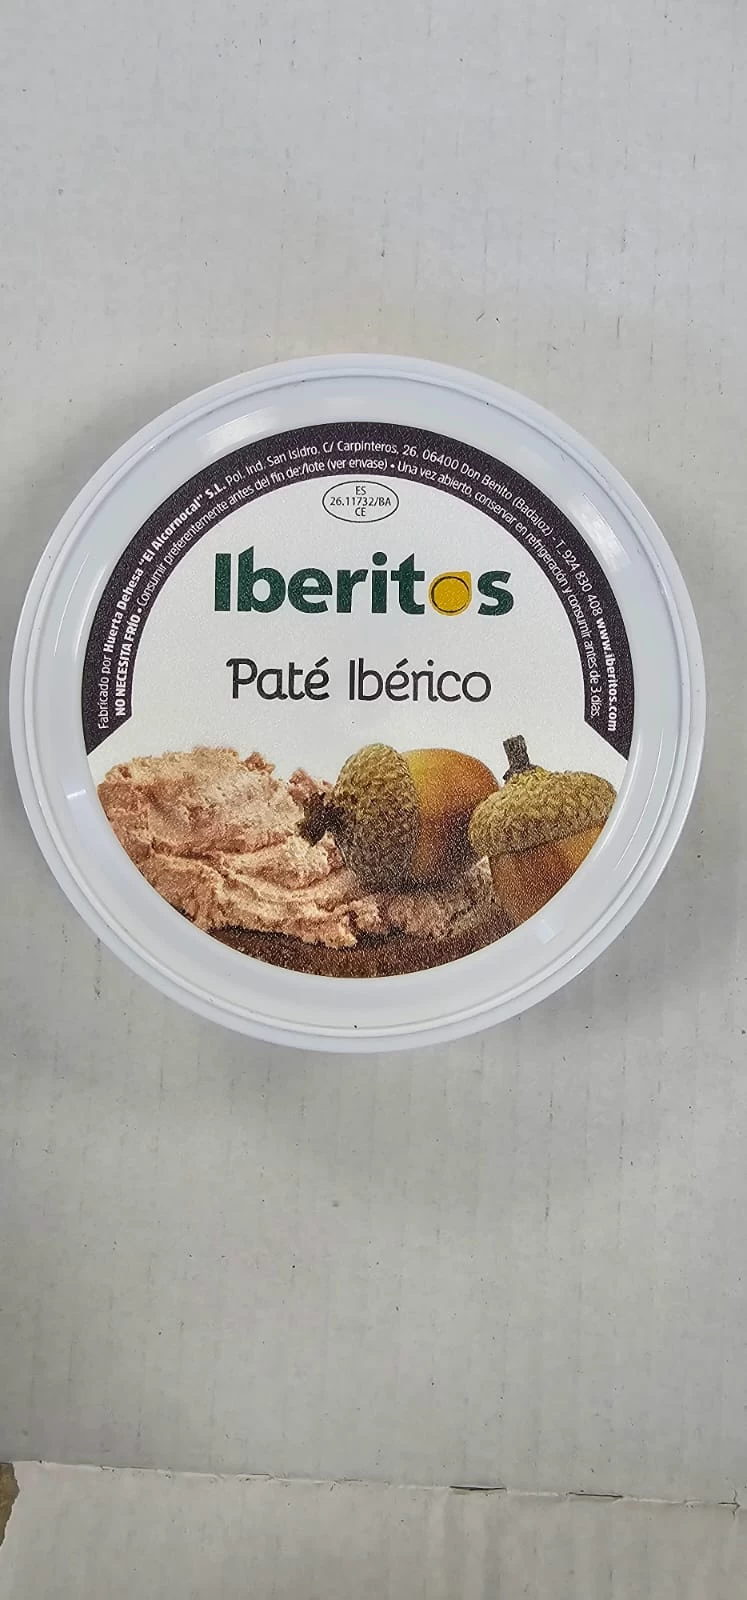 Fabricado por Huerta Dehesa "El Alcornocal" S.L. Pol. Ind. San Isidro. C/ Carpinteros, 26. 06400 Don Benito (Badajoz) - T. 924 830 408 www.iberitos.com
NO NECESITA FRÍO • Consumir preferentemente antes del fin de:/lote (ver envase) • Una vez abierto, conservar en refrigeración y consumir antes de 3 días.
ES
26.11732/BA
CE
Iberitos
Paté Ibérico